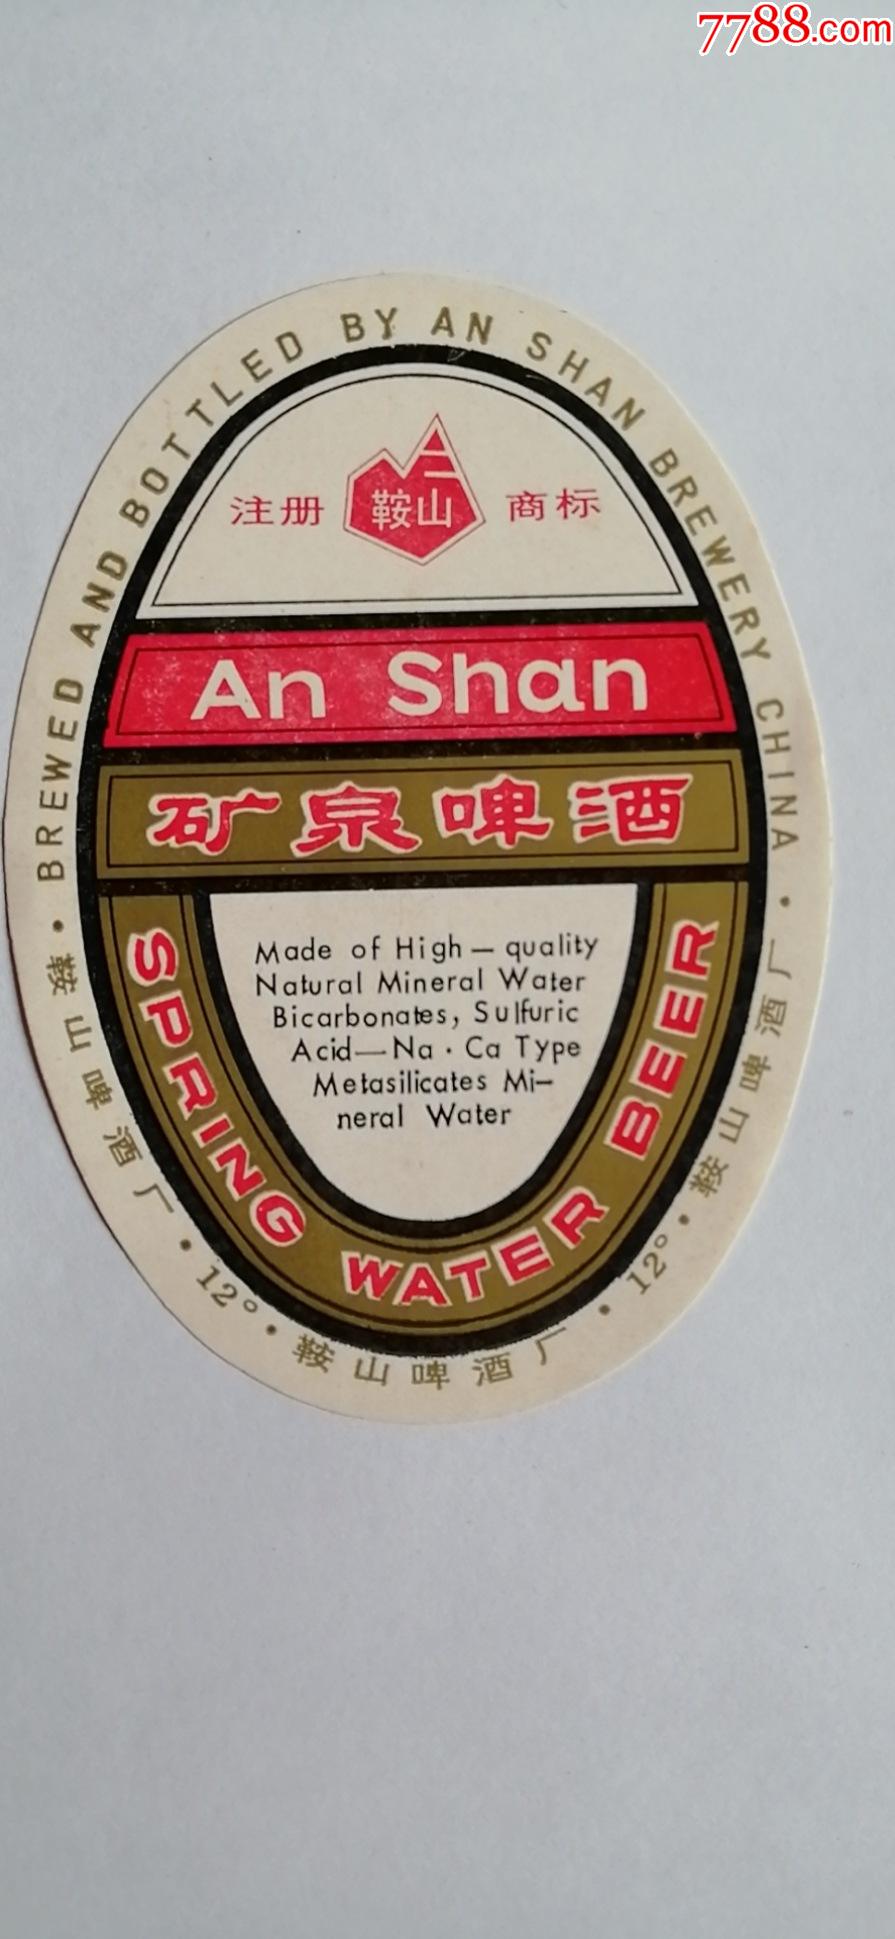 7788.com
BREWED AND BOTTLED BY AN SHAN BREWERY CHINA
注册 鞍山 商标
An Shan
矿泉啤酒
Made of High — quality
Natural Mineral Water
Bicarbonates, Sulfuric
Acid—Na · Ca Type
Metasilicates Mi-
neral Water
SPRING WATER BEER
· 鞍山啤酒厂 · 12° · 鞍山啤酒厂 · 12° · 鞍山啤酒厂 ·